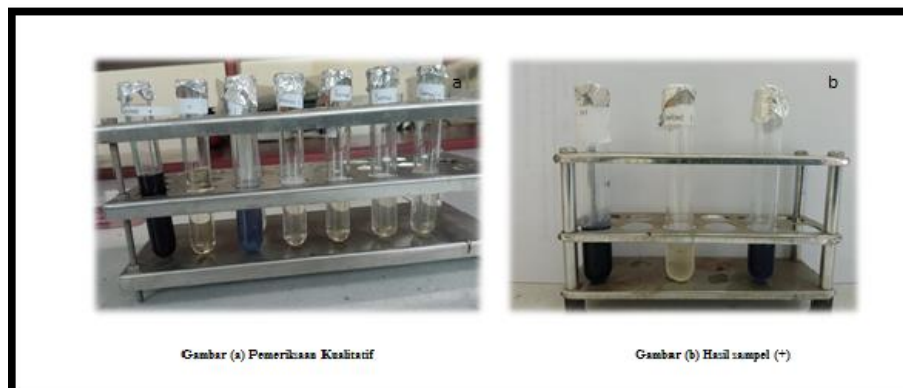 a
b
Gambar (a) Pemeriksaan Kualitatif
Gambar (b) Hasil sampel (+)